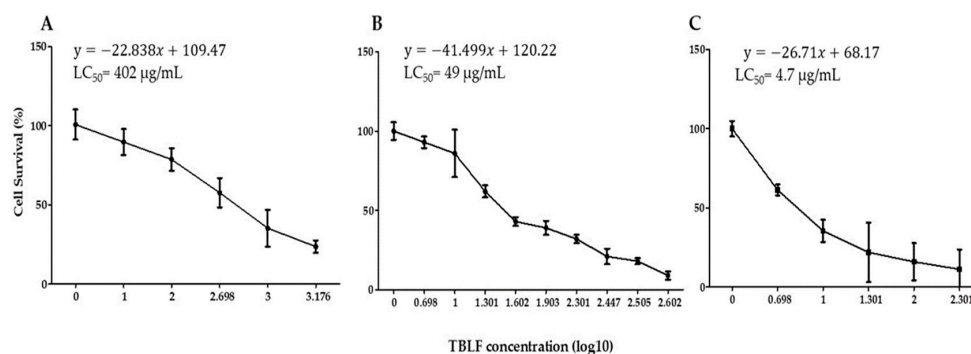 A
B
C
y = −22.838x + 109.47
LC50= 402 µg/mL
y = −41.499x + 120.22
LC50= 49 µg/mL
y = −26.71x + 68.17
LC50= 4.7 µg/mL
Cell Survival (%)
150
100
50
0
0 1 2 2.698 3 3.176
150
100
50
0
0 0.698 1 1.301 1.602 1.903 2.301 2.447 2.505 2.602
150
100
50
0
0 0.698 1 1.301 2 2.301
TBLF concentration (log10)